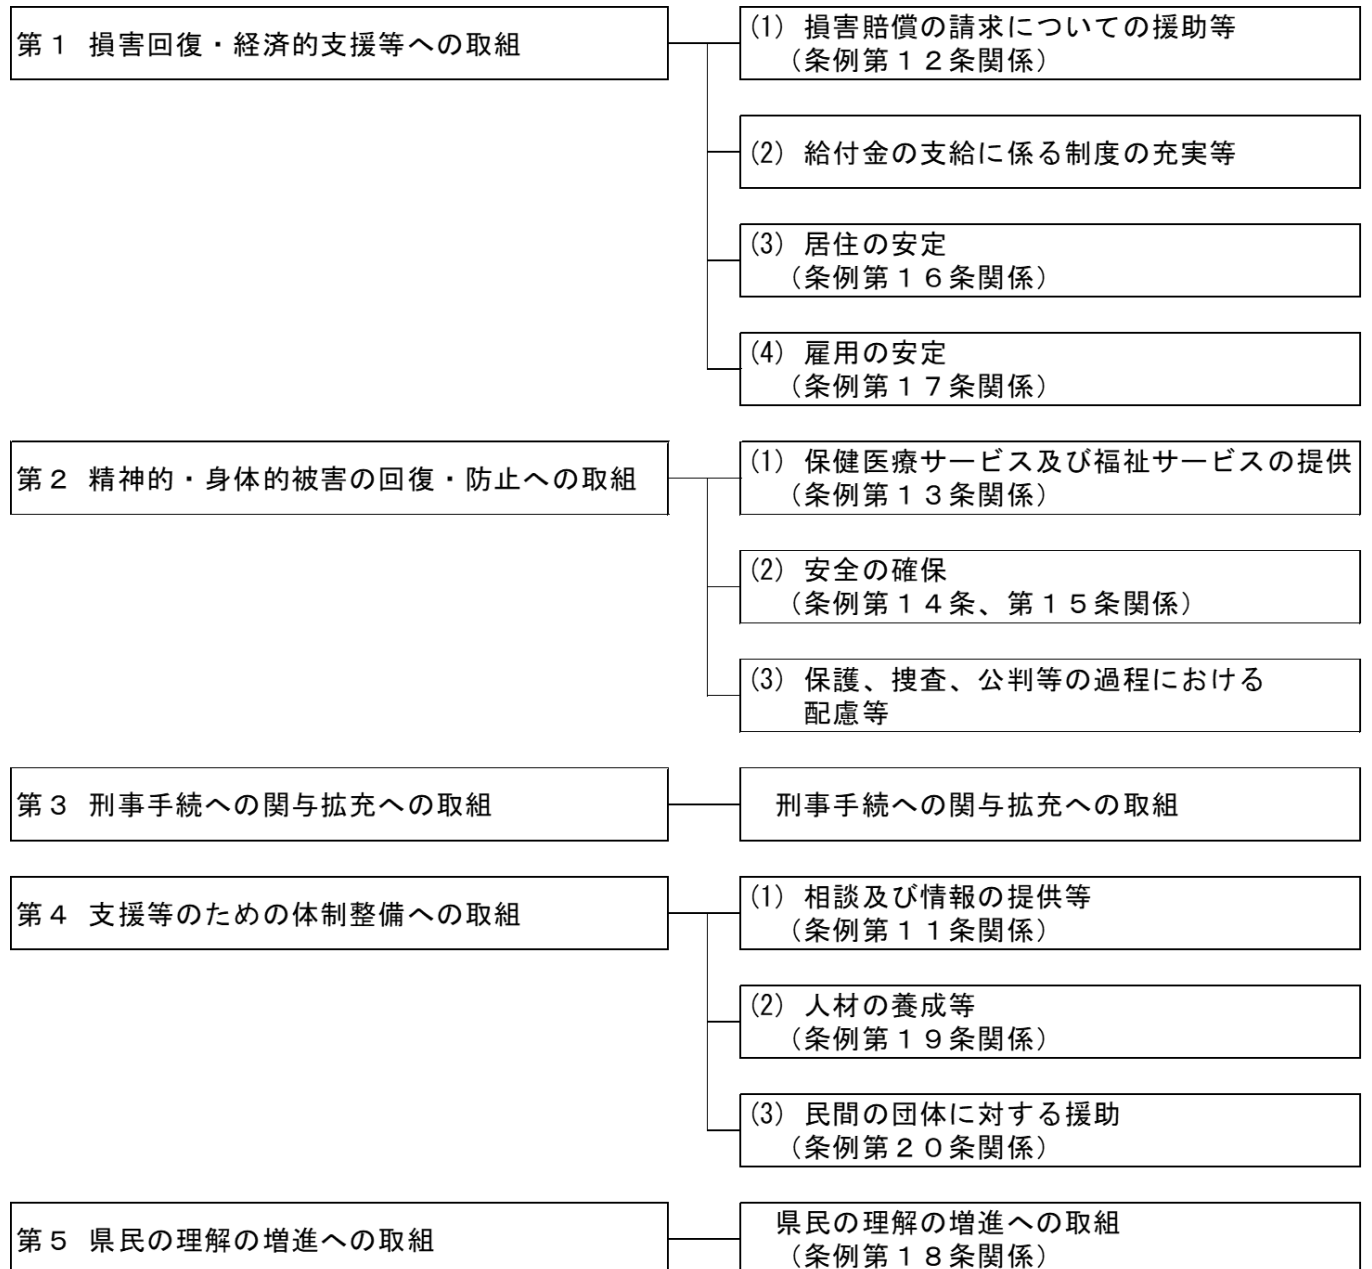 第１ 損害回復・経済的支援等への取組
(1) 損害賠償の請求についての援助等
（条例第１２条関係）
(2) 給付金の支給に係る制度の充実等
(3) 居住の安定
（条例第１６条関係）
(4) 雇用の安定
（条例第１７条関係）
第２ 精神的・身体的被害の回復・防止への取組
(1) 保健医療サービス及び福祉サービスの提供
（条例第１３条関係）
(2) 安全の確保
（条例第１４条、第１５条関係）
(3) 保護、捜査、公判等の過程における
配慮等
第３ 刑事手続への関与拡充への取組
刑事手続への関与拡充への取組
第４ 支援等のための体制整備への取組
(1) 相談及び情報の提供等
（条例第１１条関係）
(2) 人材の養成等
（条例第１９条関係）
(3) 民間の団体に対する援助
（条例第２０条関係）
第５ 県民の理解の増進への取組
県民の理解の増進への取組
（条例第１８条関係）